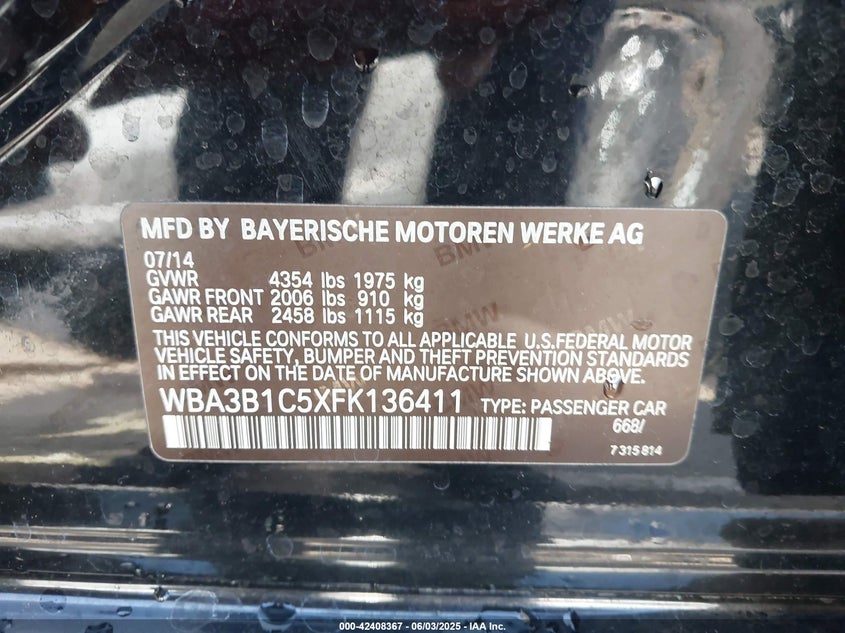 MFD BY BAYERISCHE MOTOREN WERKE AG
07/14
GVWR 4354 lbs 1975 kg
GAWR FRONT 2006 lbs 910 kg
GAWR REAR 2458 lbs 1115 kg
THIS VEHICLE CONFORMS TO ALL APPLICABLE U.S.FEDERAL MOTOR
VEHICLE SAFETY, BUMPER AND THEFT PREVENTION STANDARDS
IN EFFECT ON THE DATE OF MANUFACTURE SHOWN ABOVE.
WBA3B1C5XFK136411 TYPE: PASSENGER CAR
668/
7 315 814
000-42408367 | 06/03/2025 - IAA Inc.